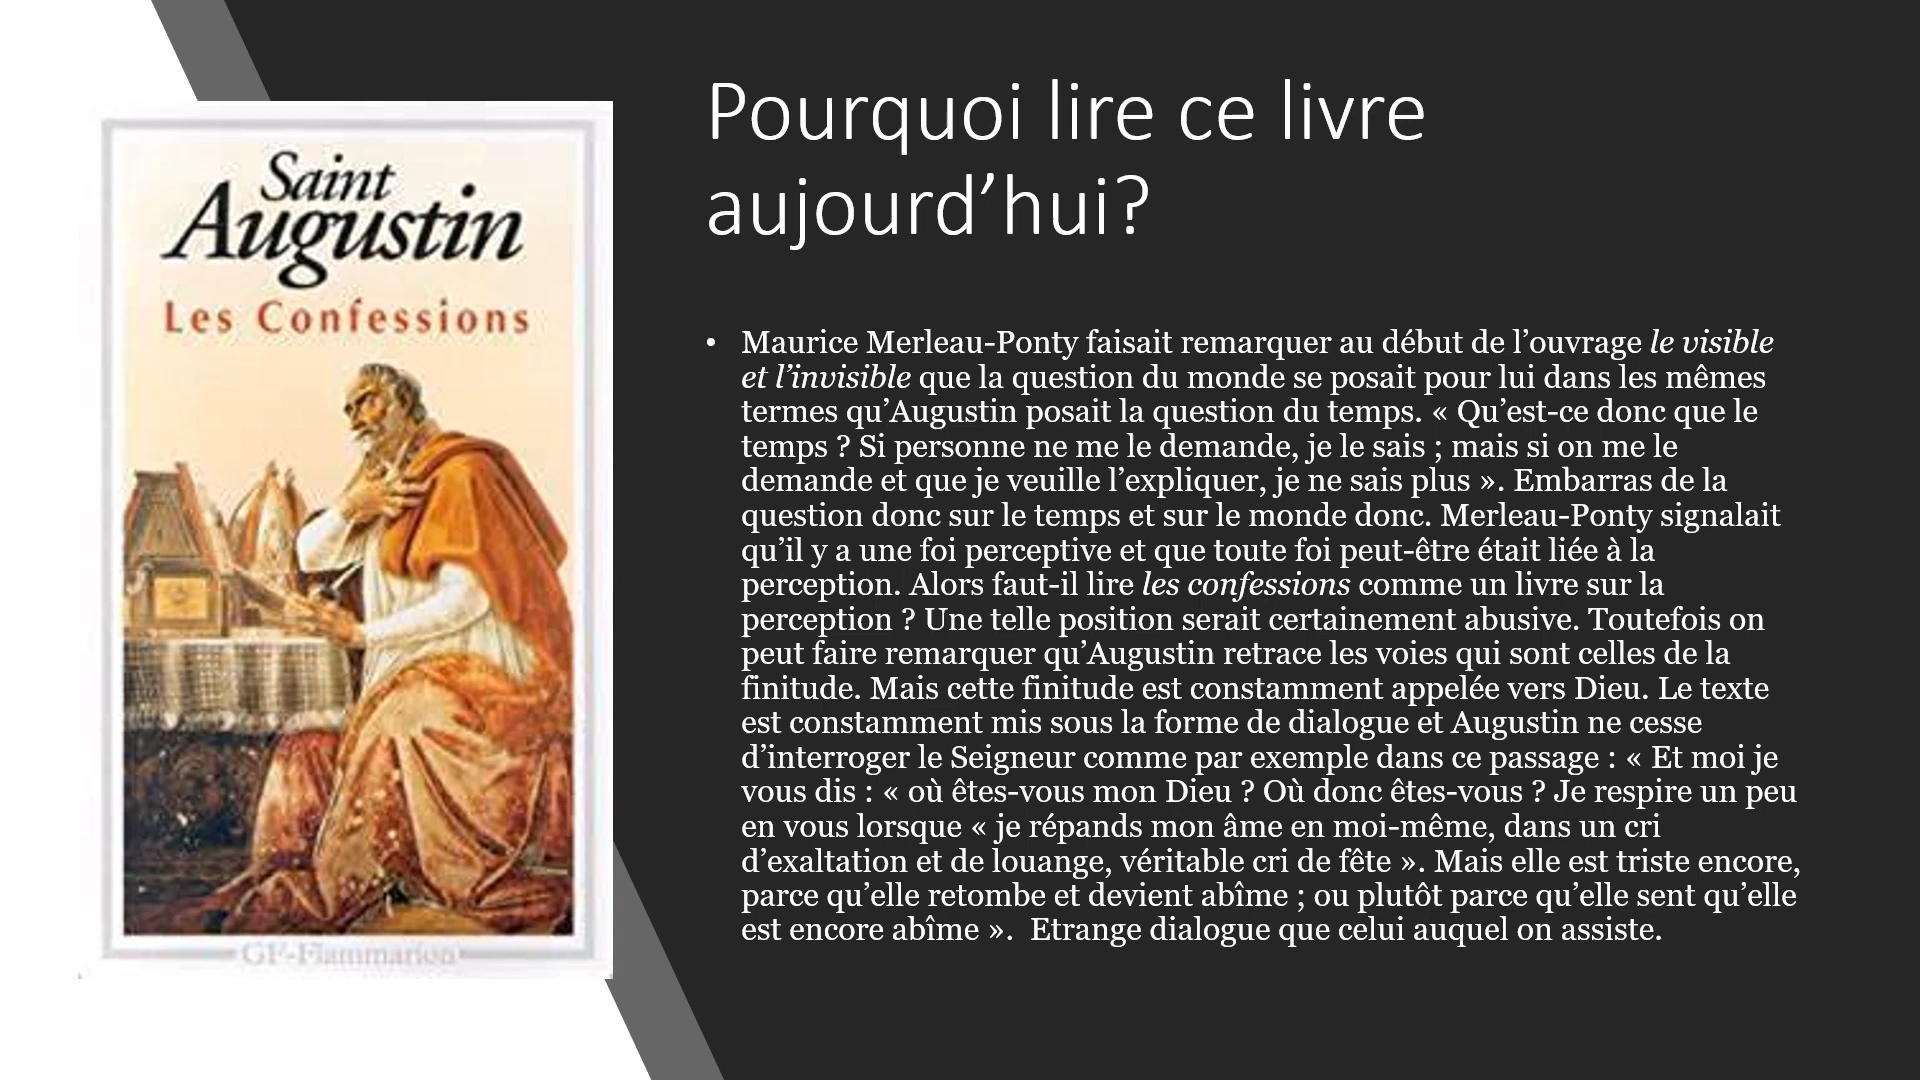 Saint
Augustin
Les Confessions
GF-Flammarion
Pourquoi lire ce livre
aujourd’hui?
• Maurice Merleau-Ponty faisait remarquer au début de l’ouvrage le visible
et l’invisible que la question du monde se posait pour lui dans les mêmes
termes qu’Augustin posait la question du temps. « Qu’est-ce donc que le
temps ? Si personne ne me le demande, je le sais ; mais si on me le
demande et que je veuille l’expliquer, je ne sais plus ». Embarras de la
question donc sur le temps et sur le monde donc. Merleau-Ponty signalait
qu’il y a une foi perceptive et que toute foi peut-être était liée à la
perception. Alors faut-il lire les confessions comme un livre sur la
perception ? Une telle position serait certainement abusive. Toutefois on
peut faire remarquer qu’Augustin retrace les voies qui sont celles de la
finitude. Mais cette finitude est constamment appelée vers Dieu. Le texte
est constamment mis sous la forme de dialogue et Augustin ne cesse
d’interroger le Seigneur comme par exemple dans ce passage : « Et moi je
vous dis : « où êtes-vous mon Dieu ? Où donc êtes-vous ? Je respire un peu
en vous lorsque « je répands mon âme en moi-même, dans un cri
d’exaltation et de louange, véritable cri de fête ». Mais elle est triste encore,
parce qu’elle retombe et devient abîme ; ou plutôt parce qu’elle sent qu’elle
est encore abîme ».  Etrange dialogue que celui auquel on assiste.